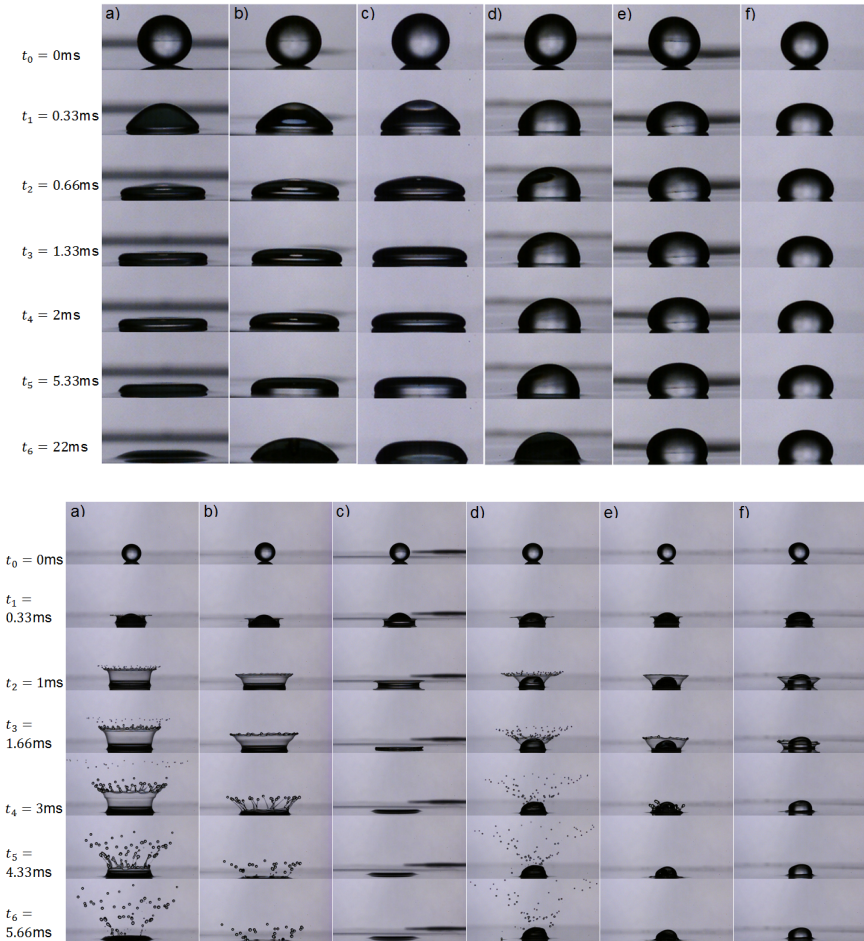 a) b) c) d) e) f)
t₀ = 0ms
t₁ = 0.33ms
t₂ = 0.66ms
t₃ = 1.33ms
t₄ = 2ms
t₅ = 5.33ms
t₆ = 22ms
a) b) c) d) e) f)
t₀ = 0ms
t₁ =
0.33ms
t₂ = 1ms
t₃ =
1.66ms
t₄ = 3ms
t₅ =
4.33ms
t₆ =
5.66ms